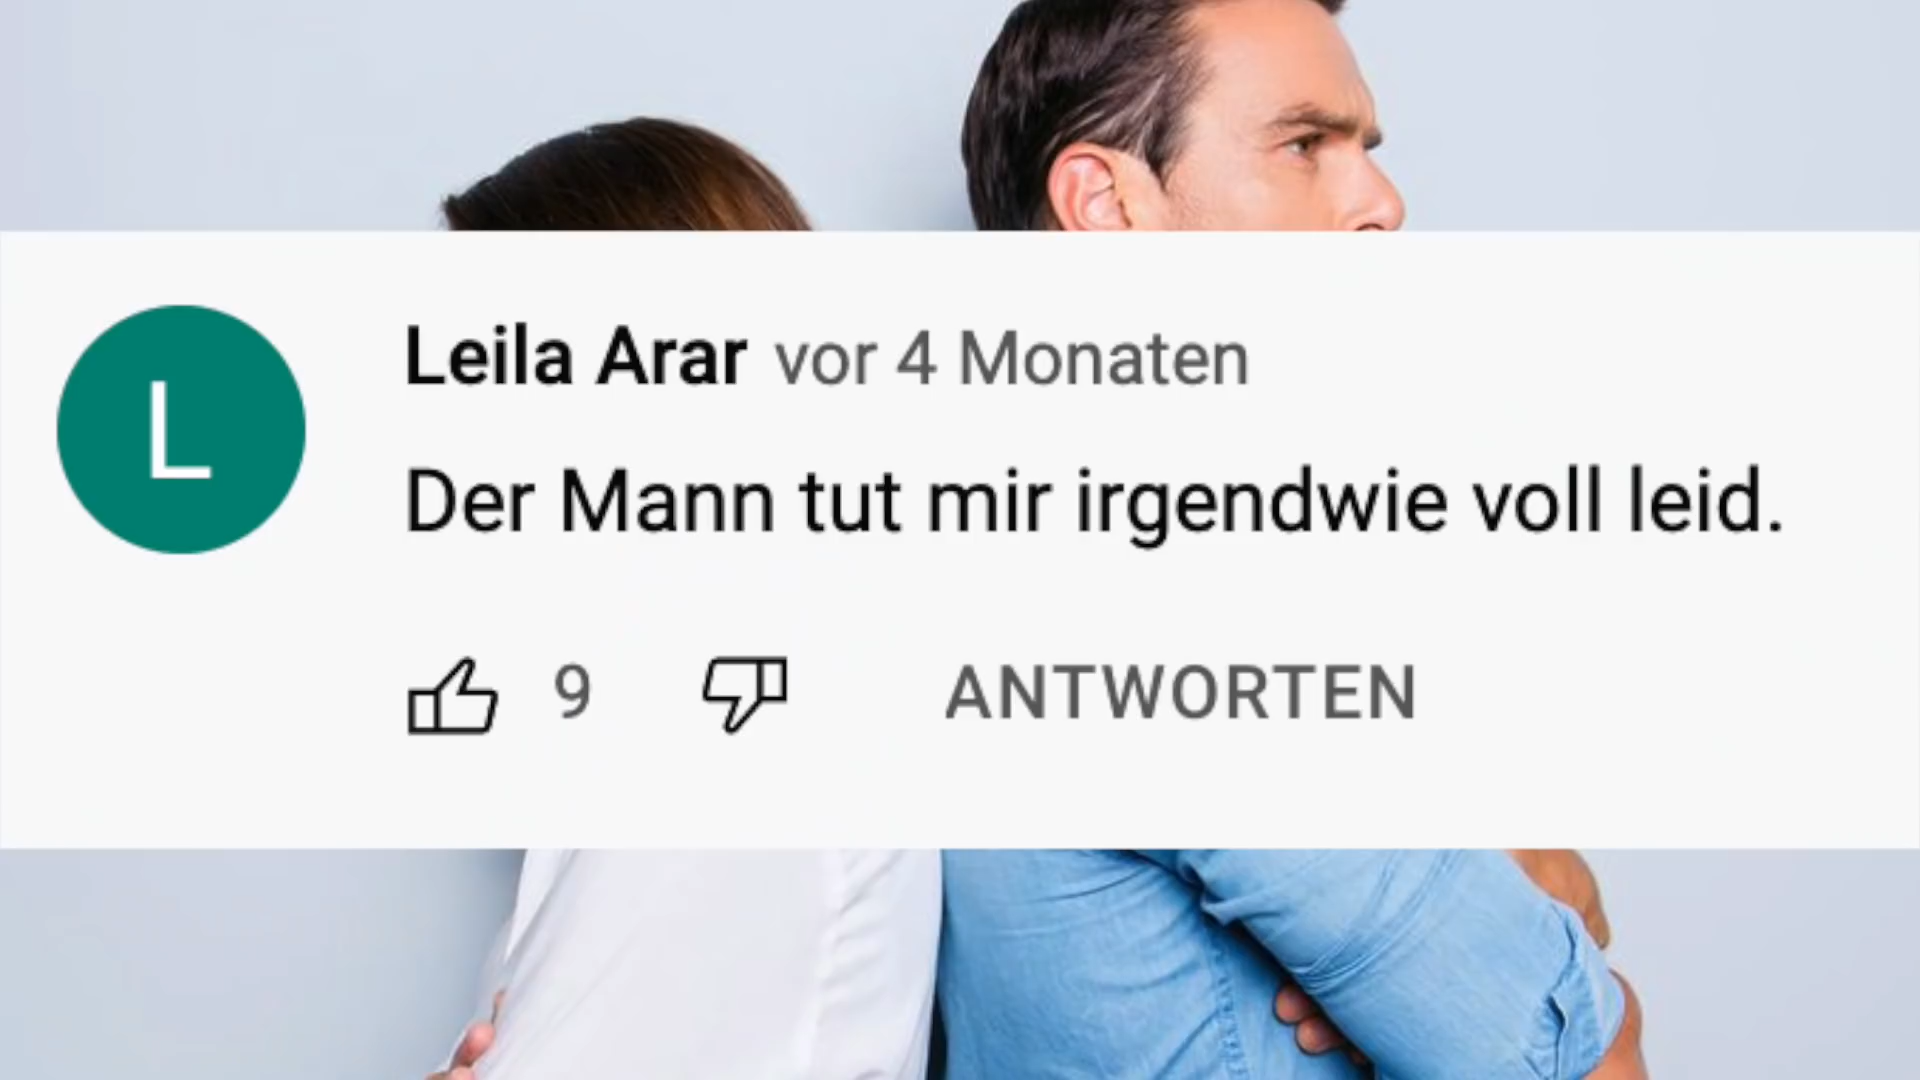 L
Leila Arar vor 4 Monaten
Der Mann tut mir irgendwie voll leid.
9 ANTWORTEN